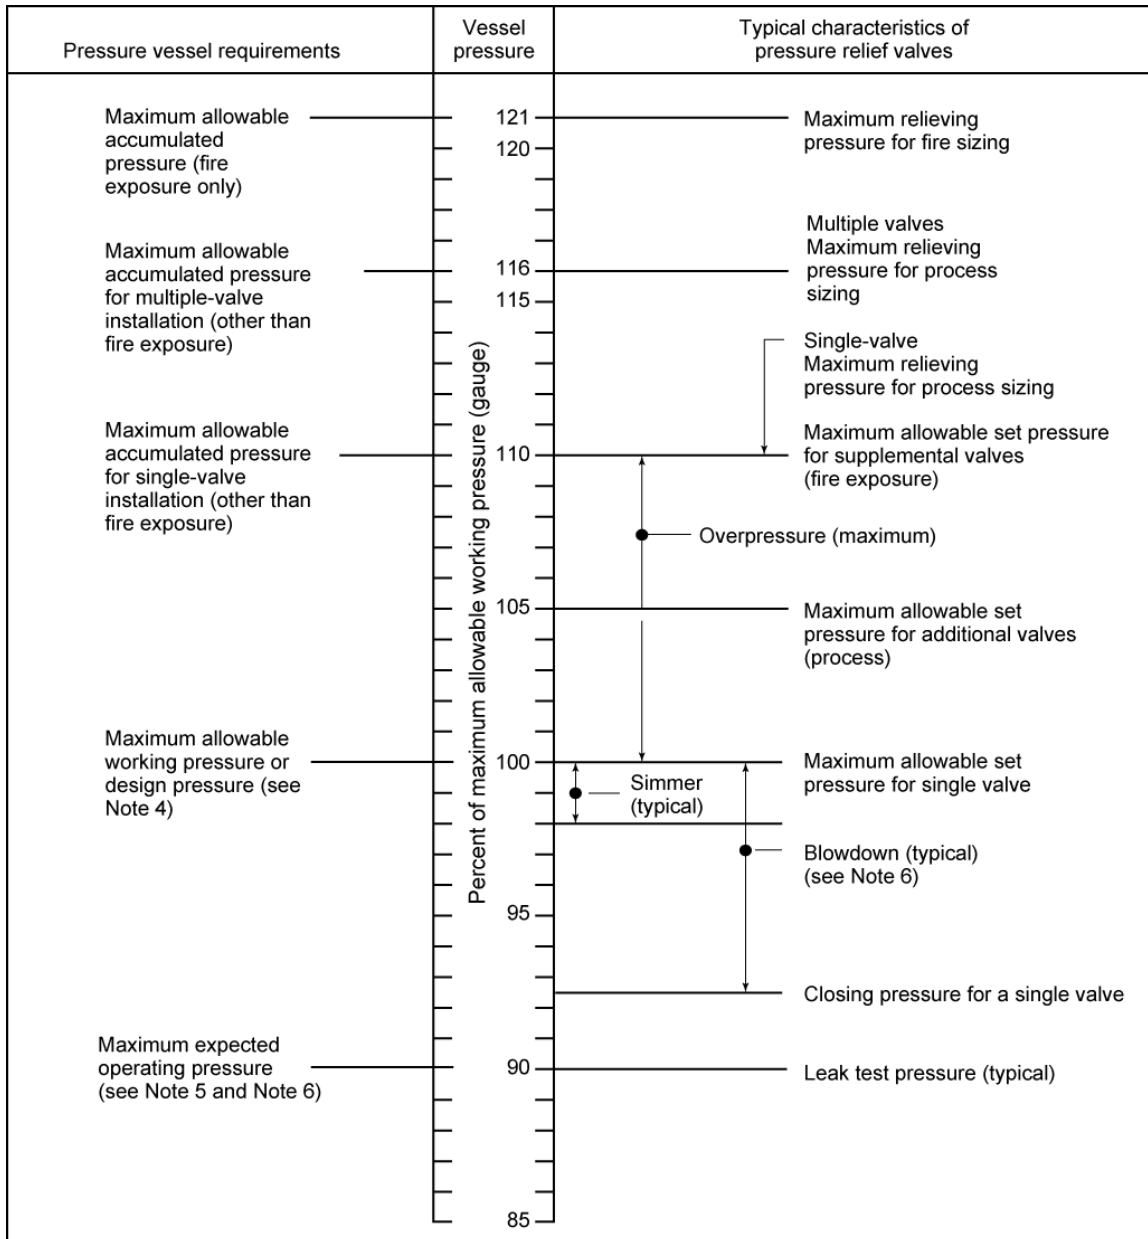 Pressure vessel requirements
Vessel
pressure
Typical characteristics of
pressure relief valves
Maximum allowable
accumulated
pressure (fire
exposure only)
Maximum allowable
accumulated pressure
for multiple-valve
installation (other than
fire exposure)
Maximum allowable
accumulated pressure
for single-valve
installation (other than
fire exposure)
Maximum allowable
working pressure or
design pressure (see
Note 4)
Maximum expected
operating pressure
(see Note 5 and Note 6)
Percent of maximum allowable working pressure (gauge)
121
120
116
115
110
105
100
95
90
85
Maximum relieving
pressure for fire sizing
Multiple valves
Maximum relieving
pressure for process
sizing
Single-valve
Maximum relieving
pressure for process sizing
Maximum allowable set pressure
for supplemental valves
(fire exposure)
Overpressure (maximum)
Maximum allowable set
pressure for additional valves
(process)
Maximum allowable set
pressure for single valve
Simmer
(typical)
Blowdown (typical)
(see Note 6)
Closing pressure for a single valve
Leak test pressure (typical)